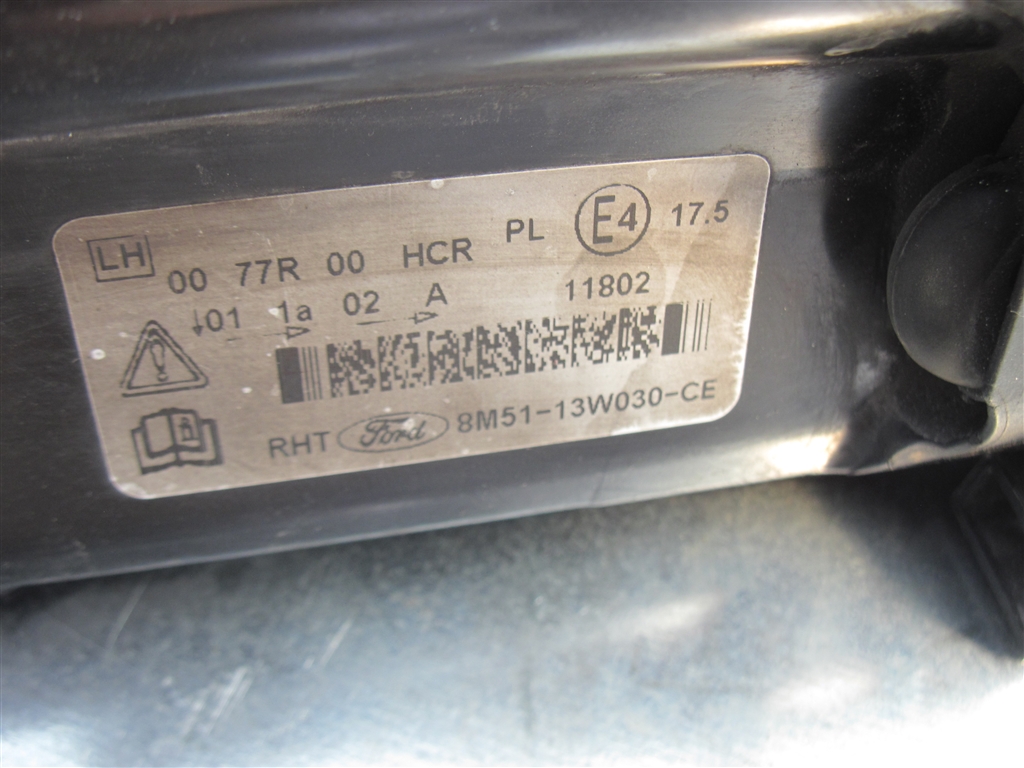 LH 00 77R 00 HCR PL E4 17.5
↓01 1a 02 A 11802
RHT Ford 8M51-13W030-CE